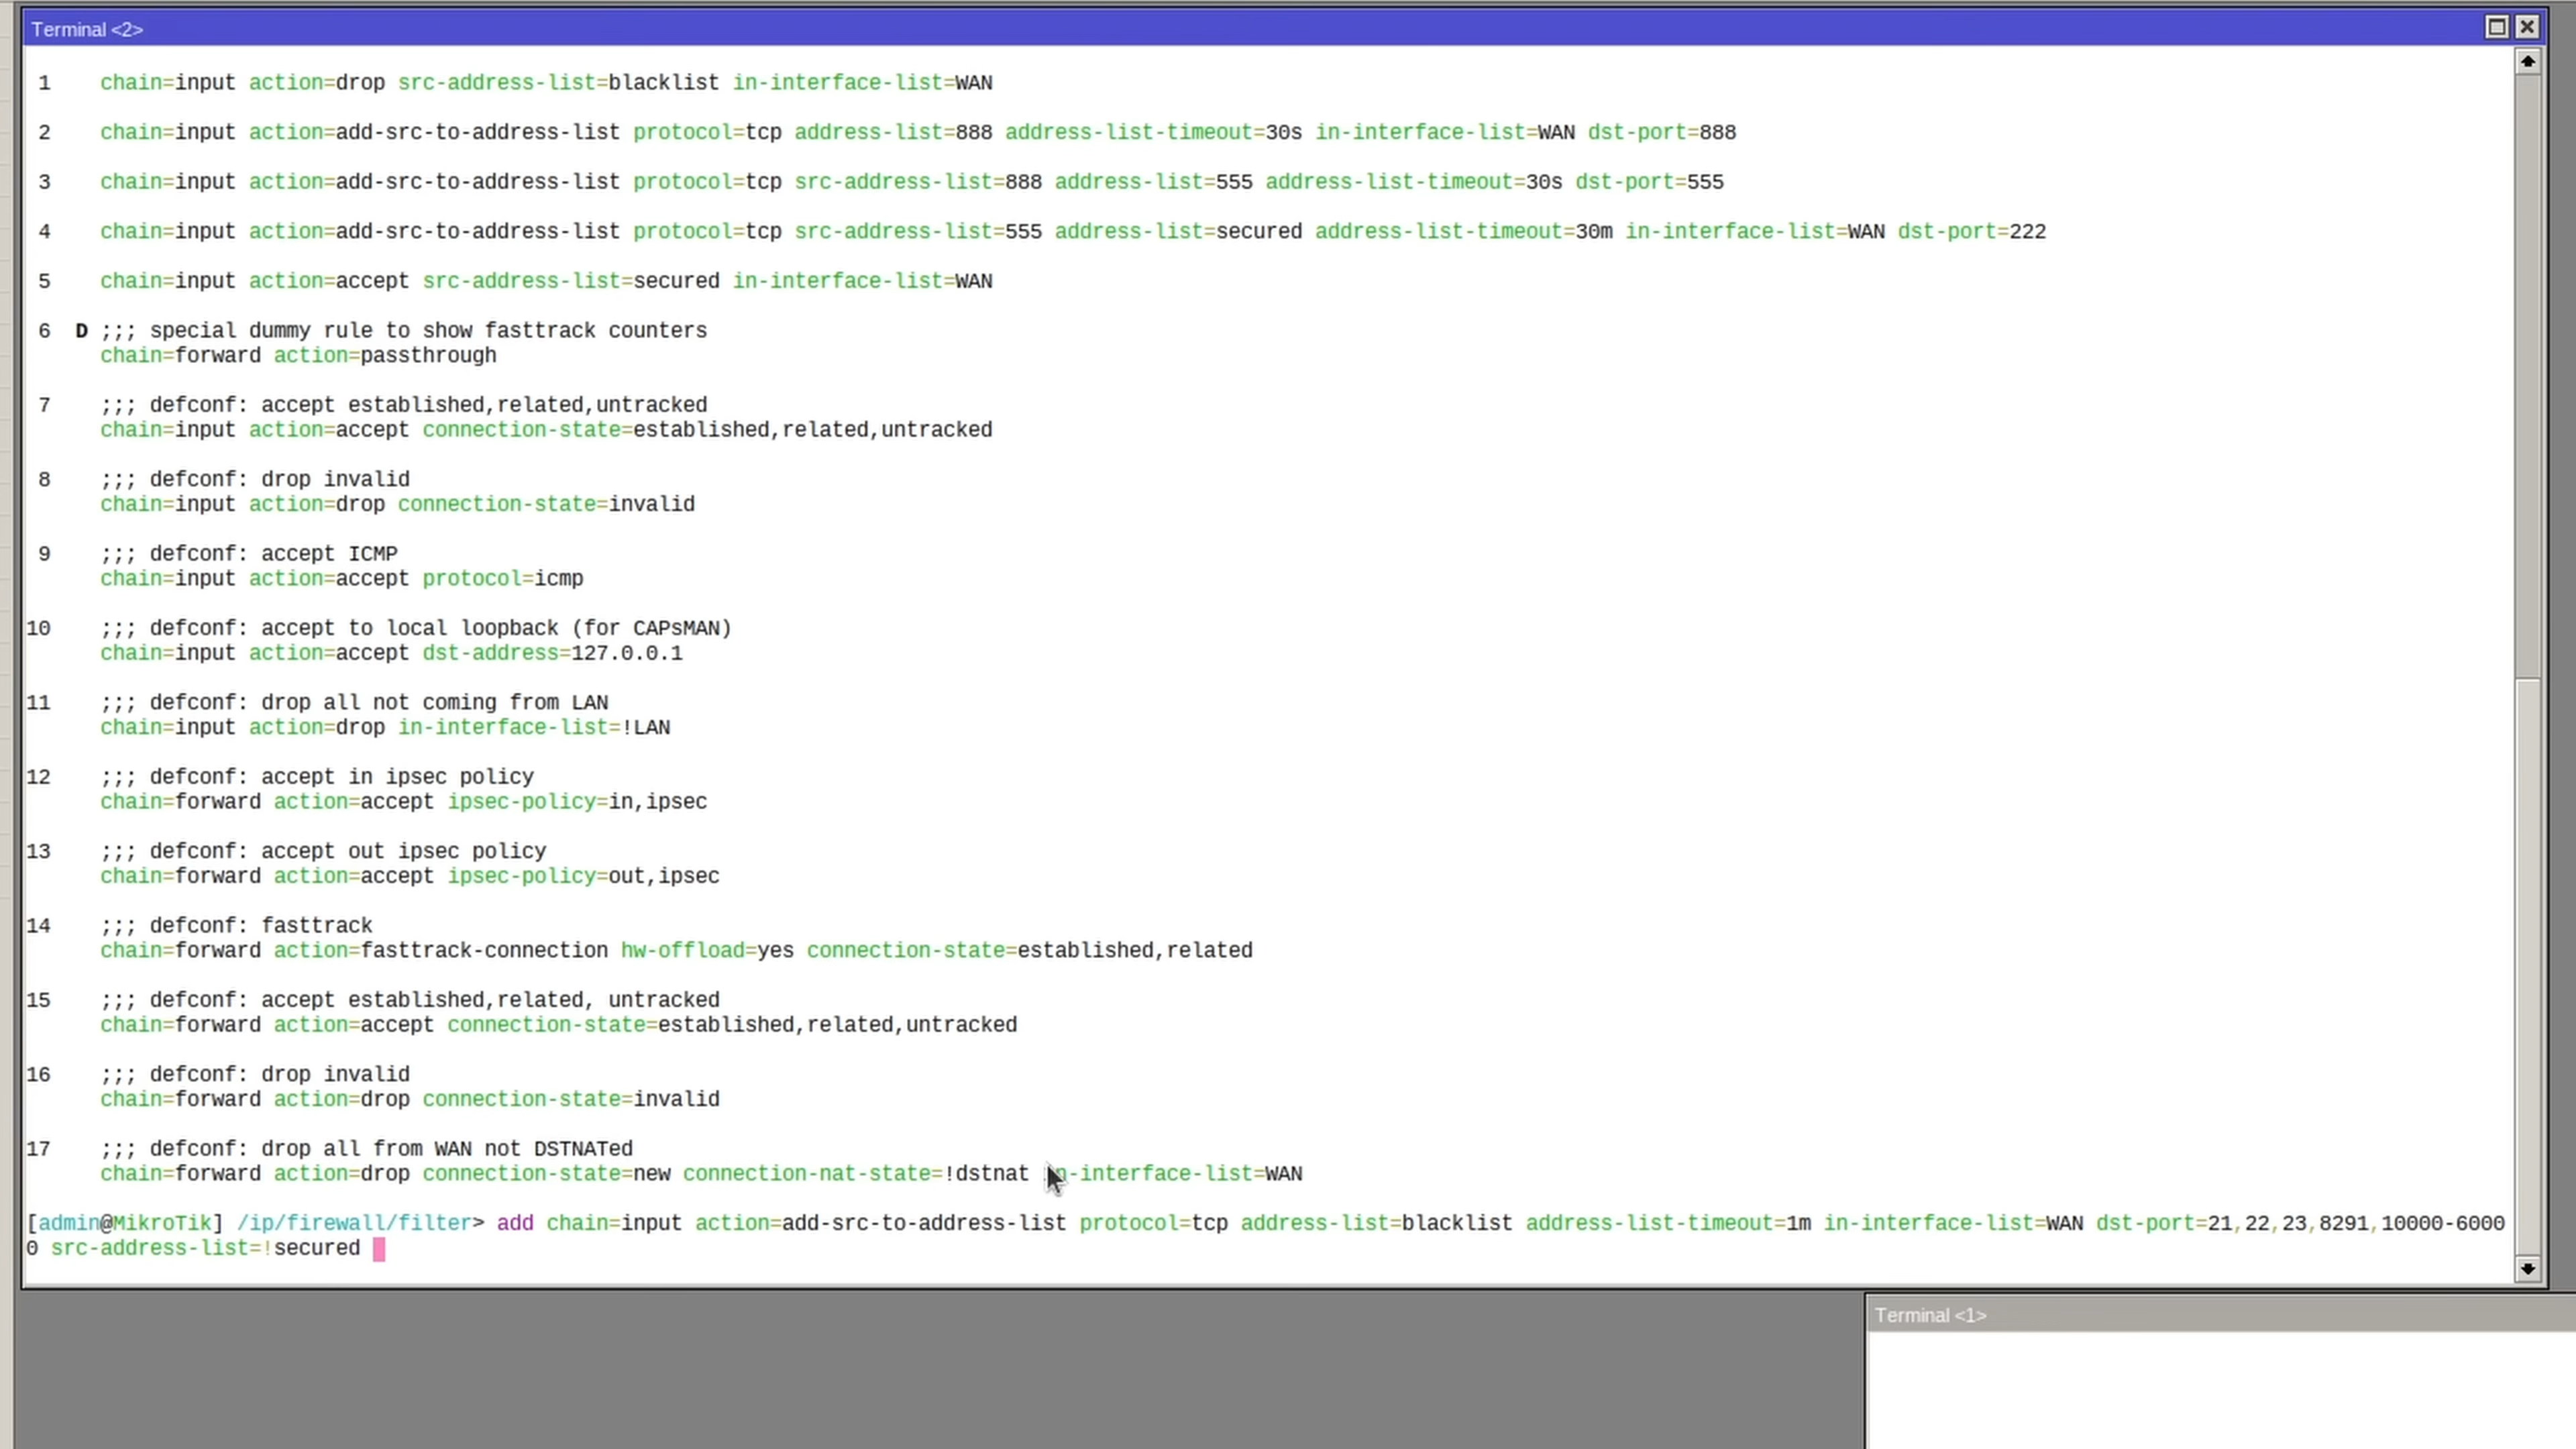 Terminal <2>
1 chain=input action=drop src-address-list=blacklist in-interface-list=WAN
2 chain=input action=add-src-to-address-list protocol=tcp address-list=888 address-list-timeout=30s in-interface-list=WAN dst-port=888
3 chain=input action=add-src-to-address-list protocol=tcp src-address-list=888 address-list=555 address-list-timeout=30s dst-port=555
4 chain=input action=add-src-to-address-list protocol=tcp src-address-list=555 address-list=secured address-list-timeout=30m in-interface-list=WAN dst-port=222
5 chain=input action=accept src-address-list=secured in-interface-list=WAN
6 D ;;; special dummy rule to show fasttrack counters
chain=forward action=passthrough
7 ;;; defconf: accept established,related,untracked
chain=input action=accept connection-state=established,related,untracked
8 ;;; defconf: drop invalid
chain=input action=drop connection-state=invalid
9 ;;; defconf: accept ICMP
chain=input action=accept protocol=icmp
10 ;;; defconf: accept to local loopback (for CAPsMAN)
chain=input action=accept dst-address=127.0.0.1
11 ;;; defconf: drop all not coming from LAN
chain=input action=drop in-interface-list=!LAN
12 ;;; defconf: accept in ipsec policy
chain=forward action=accept ipsec-policy=in,ipsec
13 ;;; defconf: accept out ipsec policy
chain=forward action=accept ipsec-policy=out,ipsec
14 ;;; defconf: fasttrack
chain=forward action=fasttrack-connection hw-offload=yes connection-state=established,related
15 ;;; defconf: accept established,related, untracked
chain=forward action=accept connection-state=established,related,untracked
16 ;;; defconf: drop invalid
chain=forward action=drop connection-state=invalid
17 ;;; defconf: drop all from WAN not DSTNATed
chain=forward action=drop connection-state=new connection-nat-state=!dstnat in-interface-list=WAN
[admin@MikroTik] /ip/firewall/filter> add chain=input action=add-src-to-address-list protocol=tcp address-list=blacklist address-list-timeout=1m in-interface-list=WAN dst-port=21,22,23,8291,10000-6000
0 src-address-list=!secured
Terminal <1>